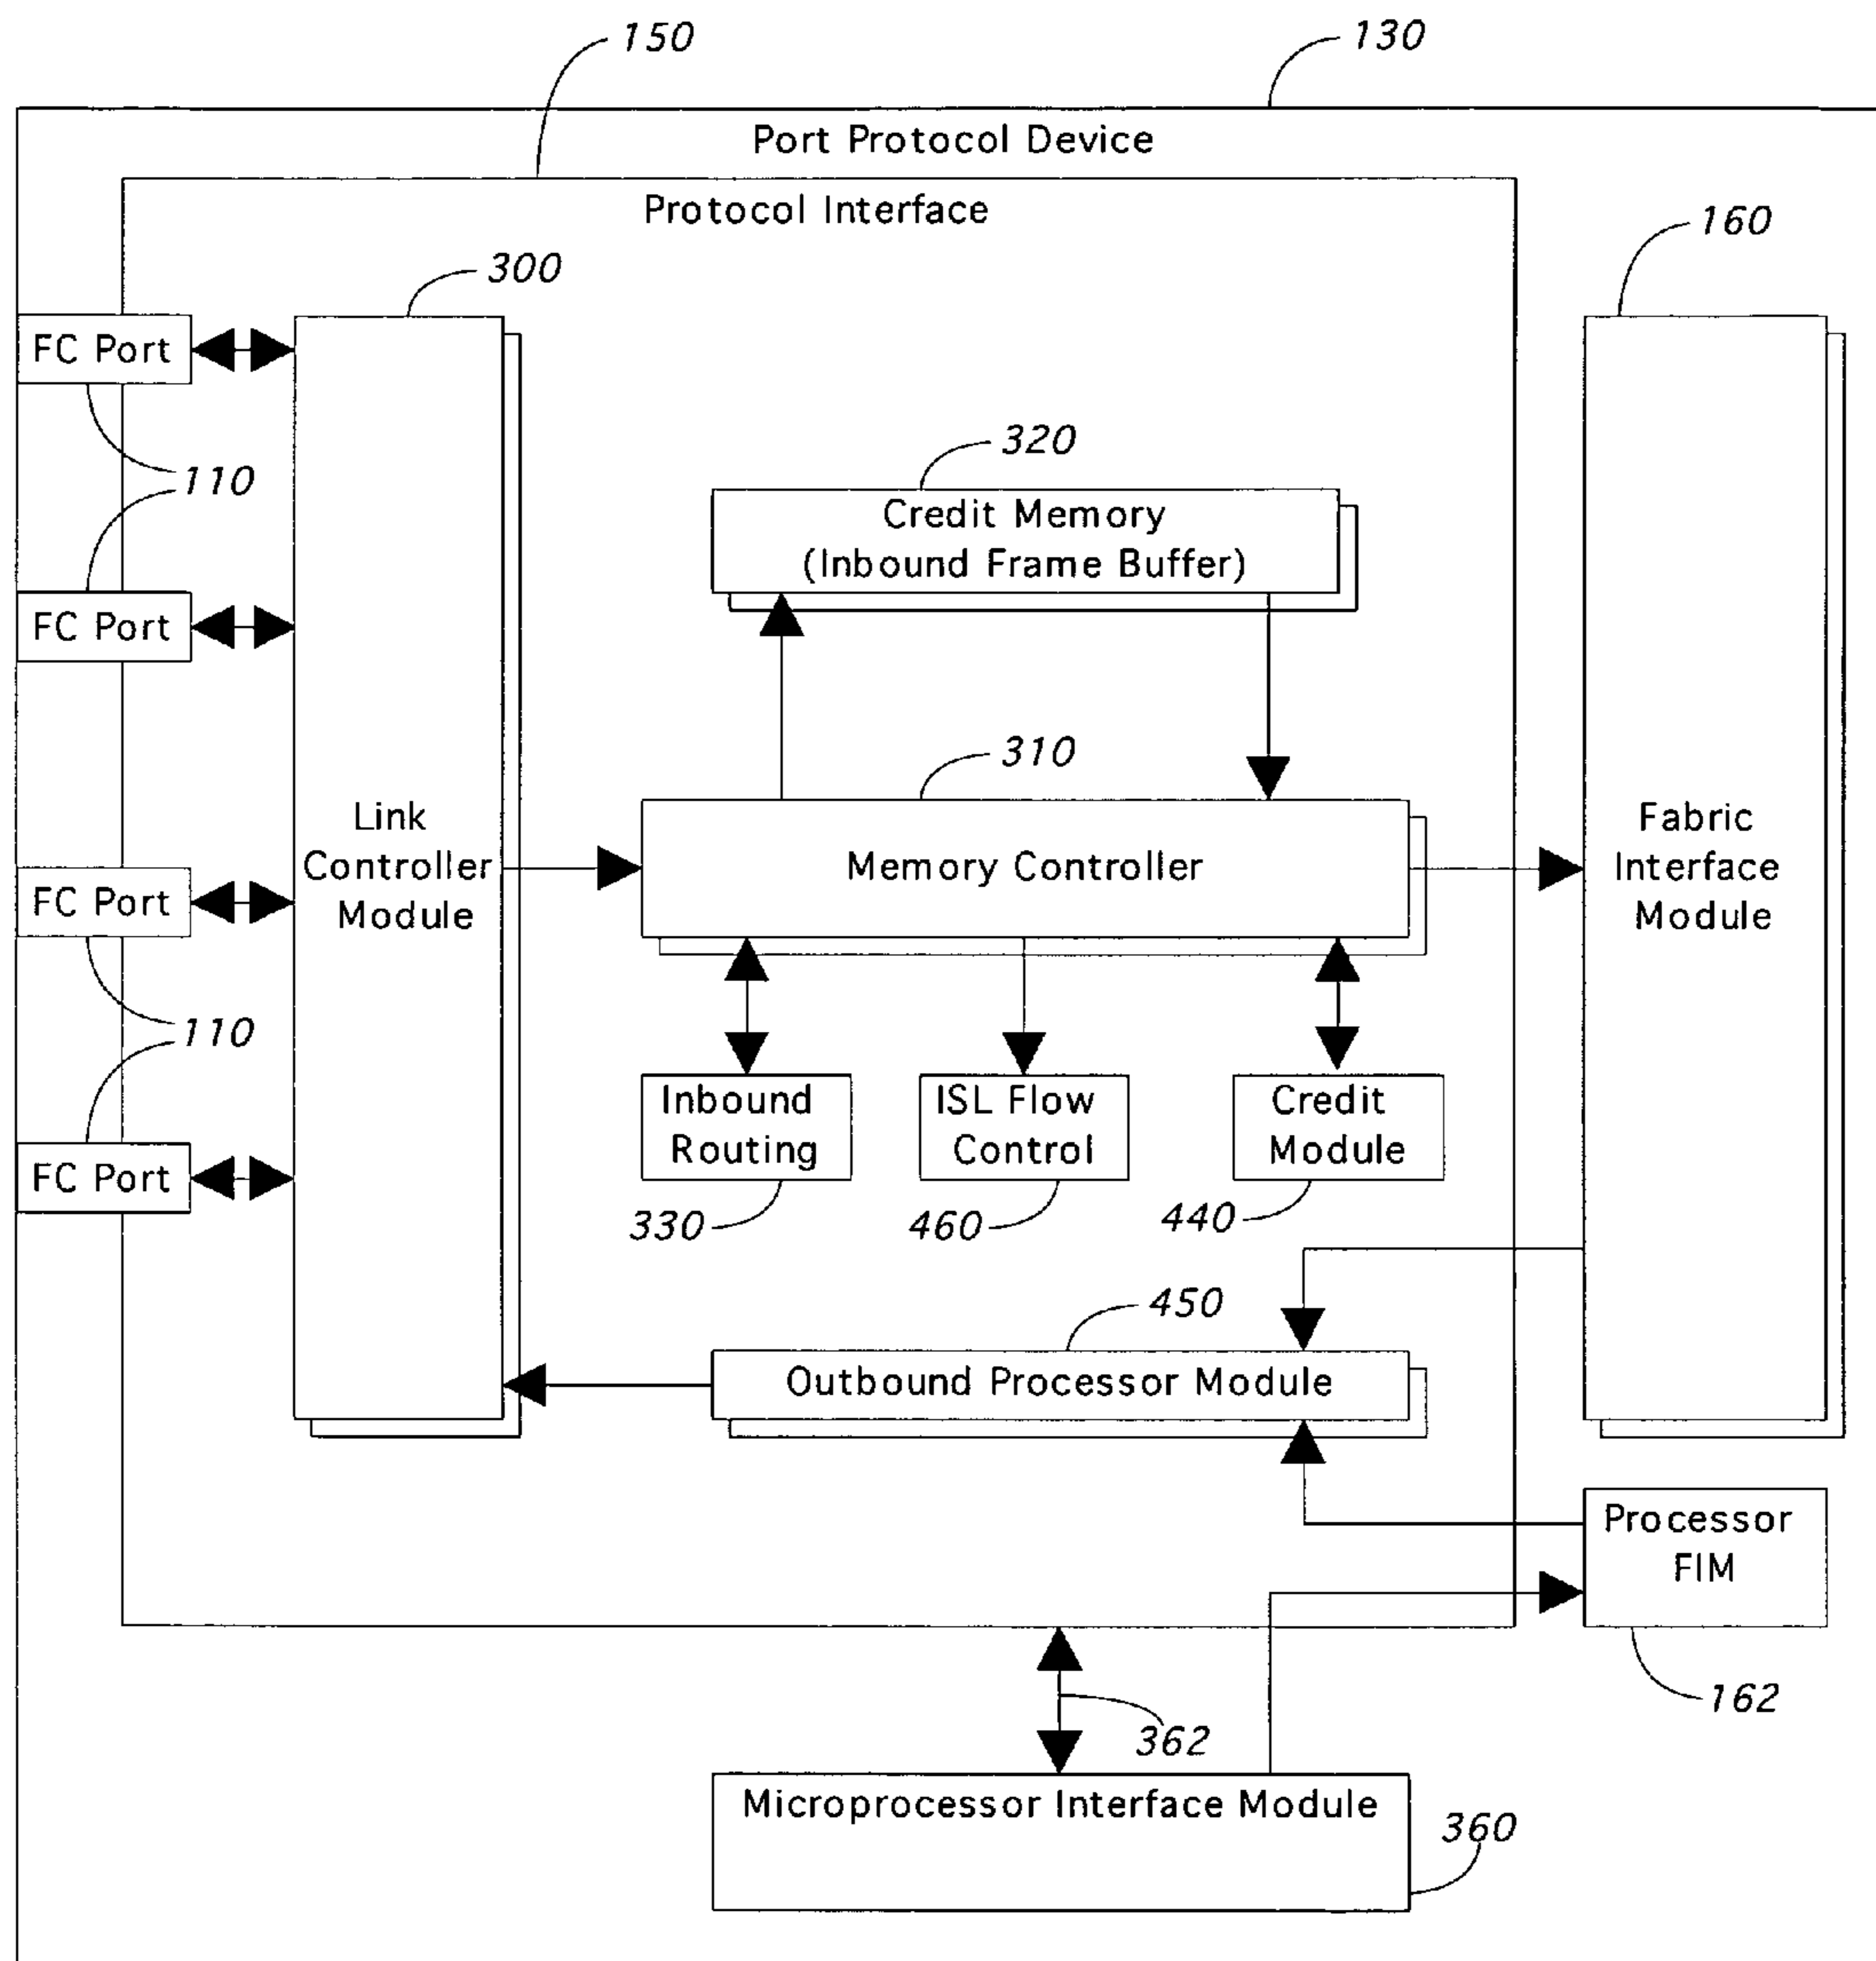 150
130
Port Protocol Device
Protocol Interface
160
300
FC Port
320
110
Credit Memory
(Inbound Frame Buffer)
FC Port
310
Link
Controller
Module
Memory Controller
Fabric
Interface
Module
FC Port
110
Inbound
Routing
ISL Flow
Control
Credit
Module
FC Port
330
460
440
450
Outbound Processor Module
Processor
FIM
162
362
Microprocessor Interface Module
360